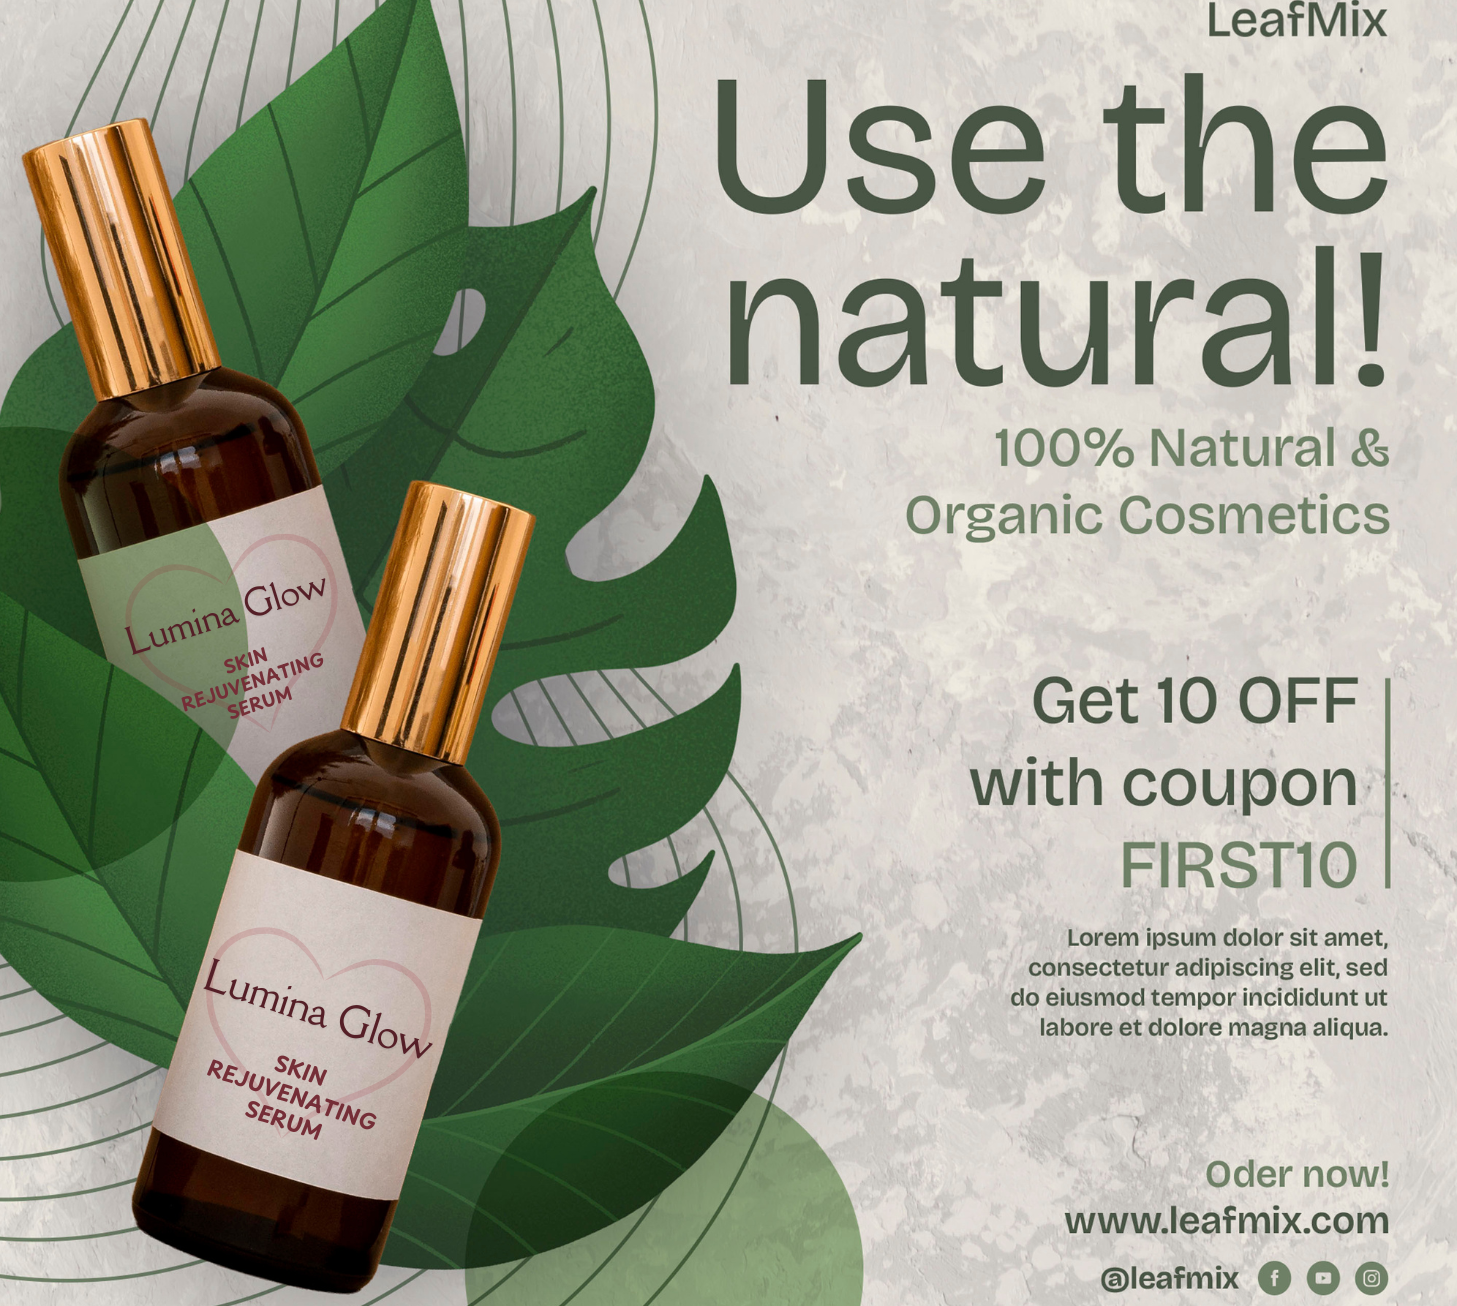 LeafMix
Use the
natural!
100% Natural &
Organic Cosmetics
Get 10 OFF
with coupon
FIRST10
Lorem ipsum dolor sit amet,
consectetur adipiscing elit, sed
do eiusmod tempor incididunt ut
labore et dolore magna aliqua.
Oder now!
www.leafmix.com
@leafmix
Lumina Glow
SKIN
REJUVENATING
SERUM
Lumina Glow
SKIN
REJUVENATING
SERUM